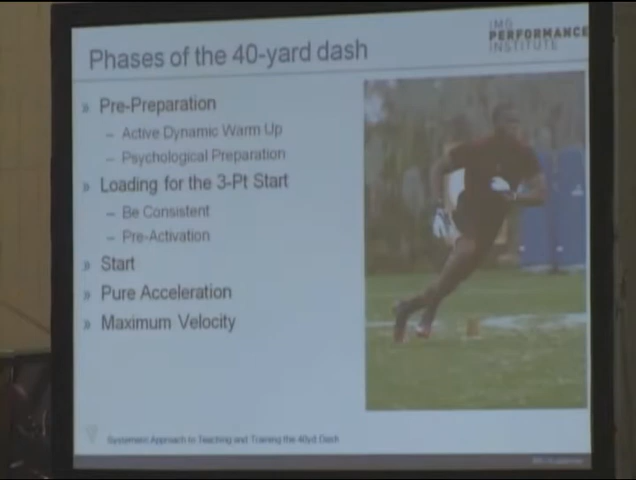 Phases of the 40-yard dash
IMG
PERFORMANCE
INSTITUTE
» Pre-Preparation
– Active Dynamic Warm Up
– Psychological Preparation
» Loading for the 3-Pt Start
– Be Consistent
– Pre-Activation
» Start
» Pure Acceleration
» Maximum Velocity
Systematic Approach to Teaching and Training the 40yd Dash